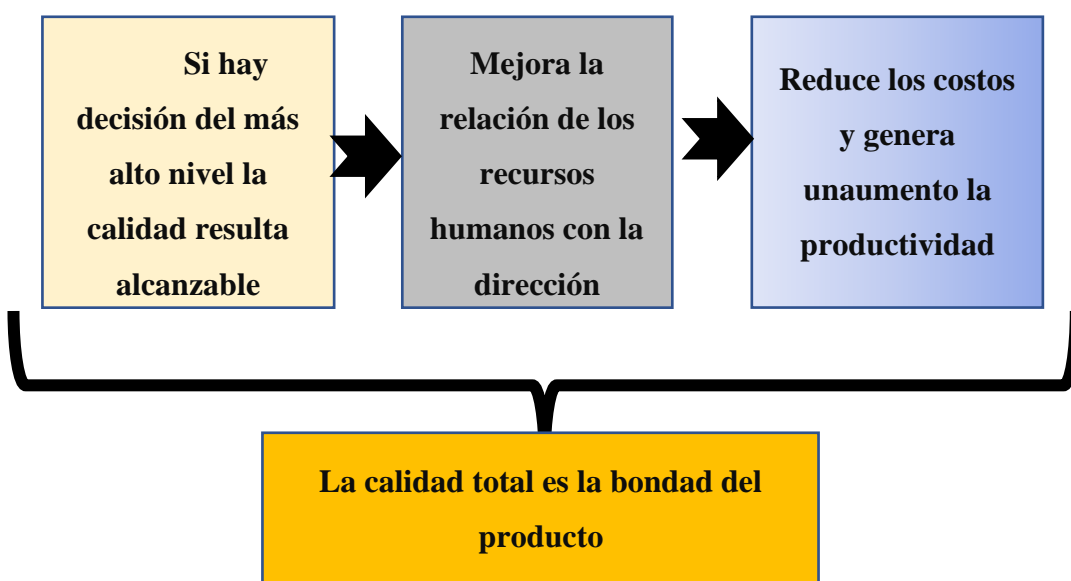 Si hay
decisión del más
alto nivel la
calidad resulta
alcanzable
Mejora la
relación de los
recursos
humanos con la
dirección
Reduce los costos
y genera
unaumento la
productividad
La calidad total es la bondad del
producto